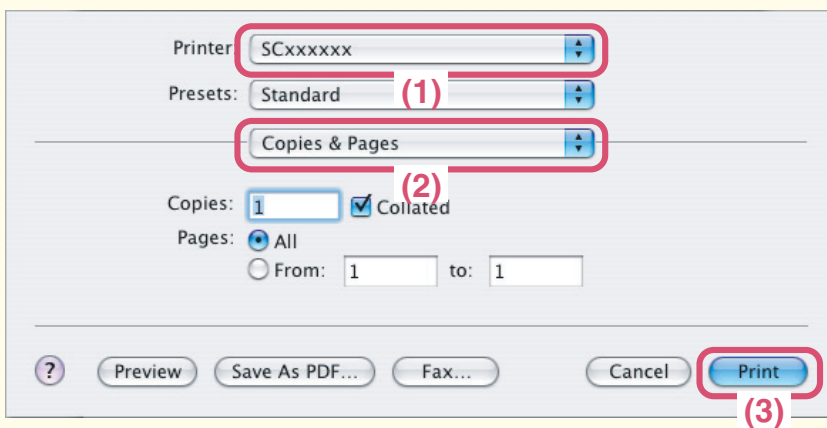 Printer: SCxxxxxx
(1)
Presets: Standard
Copies & Pages
(2)
Copies: 1 Collated
Pages: All
From: 1 to: 1
? Preview Save As PDF... Fax... Cancel Print
(3)